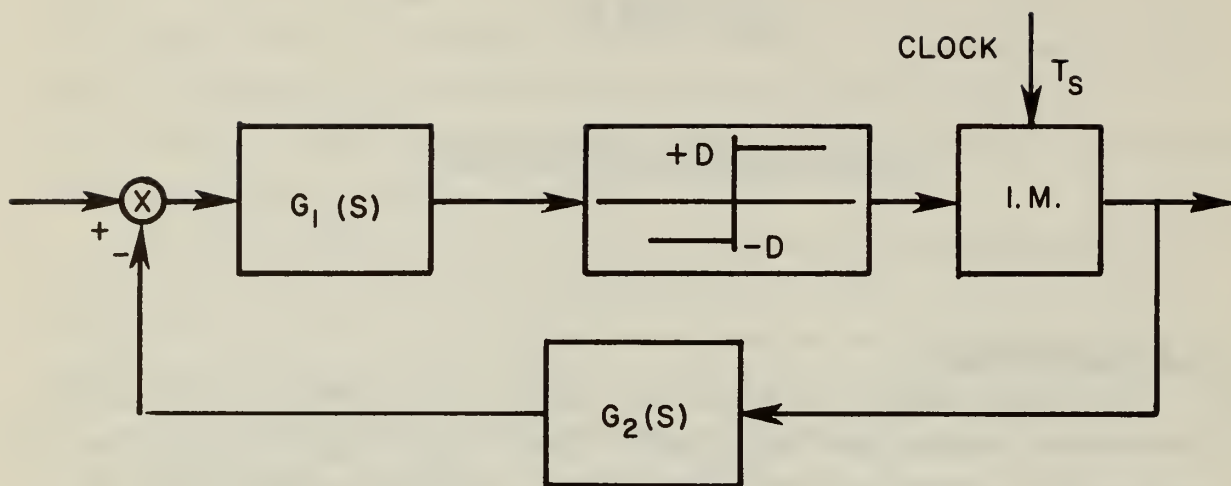 CLOCK
T_S
+D
G_1 (S)
I.M.
X
+
-
-D
G_2(S)